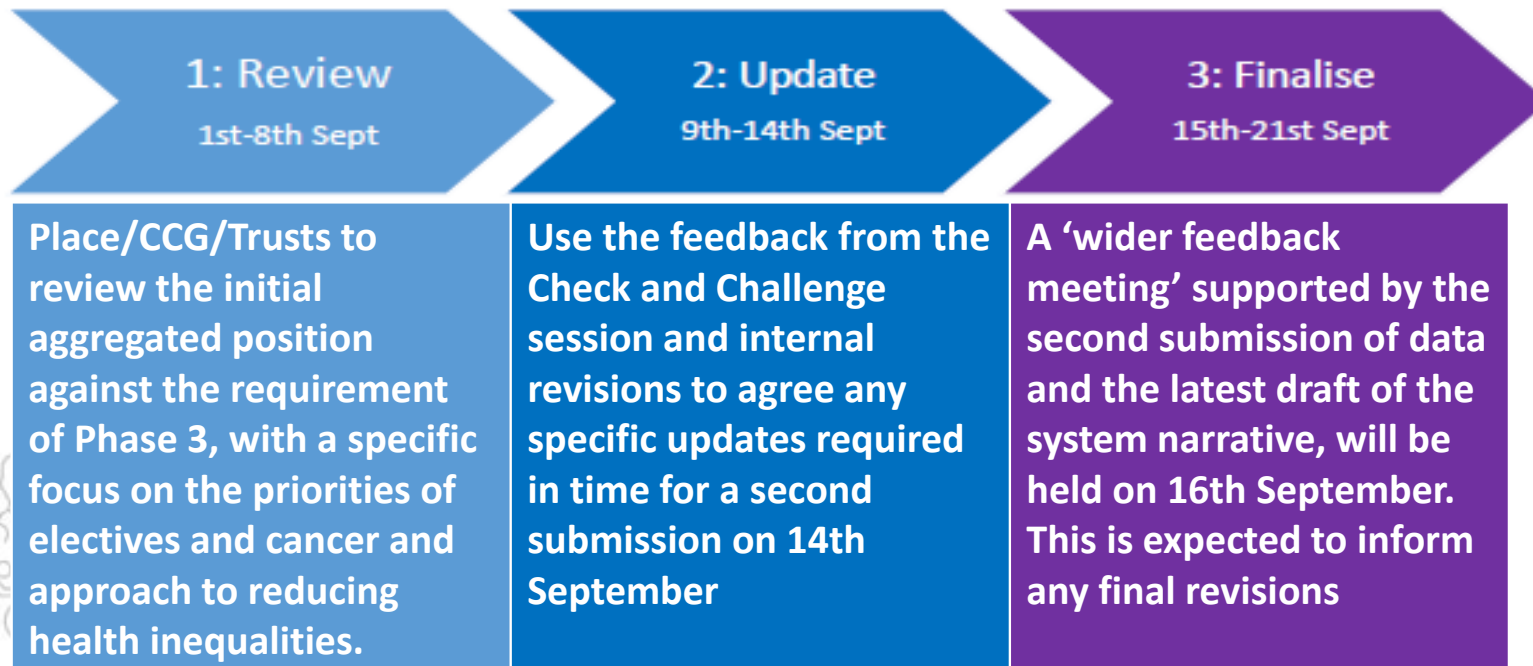 1: Review
1st-8th Sept
2: Update
9th-14th Sept
3: Finalise
15th-21st Sept
Place/CCG/Trusts to
review the initial
aggregated position
against the requirement
of Phase 3, with a specific
focus on the priorities of
electives and cancer and
approach to reducing
health inequalities.
Use the feedback from the
Check and Challenge
session and internal
revisions to agree any
specific updates required
in time for a second
submission on 14th
September
A ‘wider feedback
meeting’ supported by the
second submission of data
and the latest draft of the
system narrative, will be
held on 16th September.
This is expected to inform
any final revisions